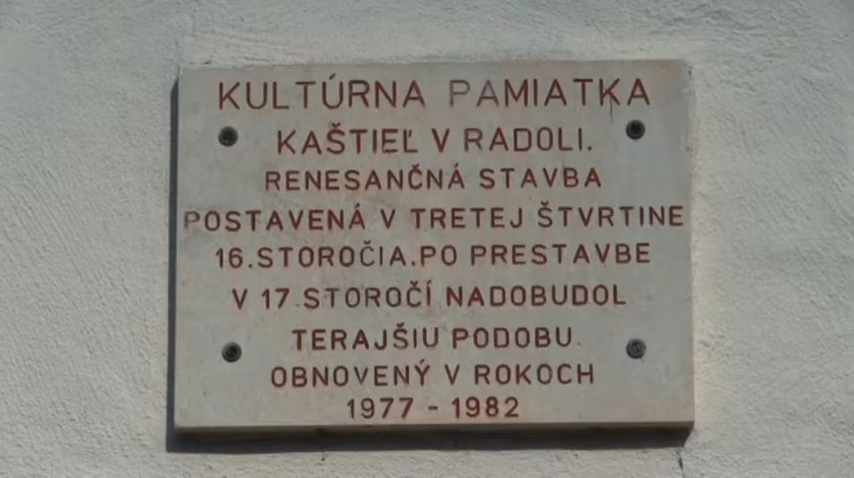 KULTÚRNA PAMIATKA
KAŠTIEĽ V RADOLI.
RENESANČNÁ STAVBA
POSTAVENÁ V TRETEJ ŠTVRTINE
16.STOROČIA.PO PRESTAVBE
V 17.STOROČÍ NADOBUDOL
TERAJŠIU PODOBU.
OBNOVENÝ V ROKOCH
1977 - 1982